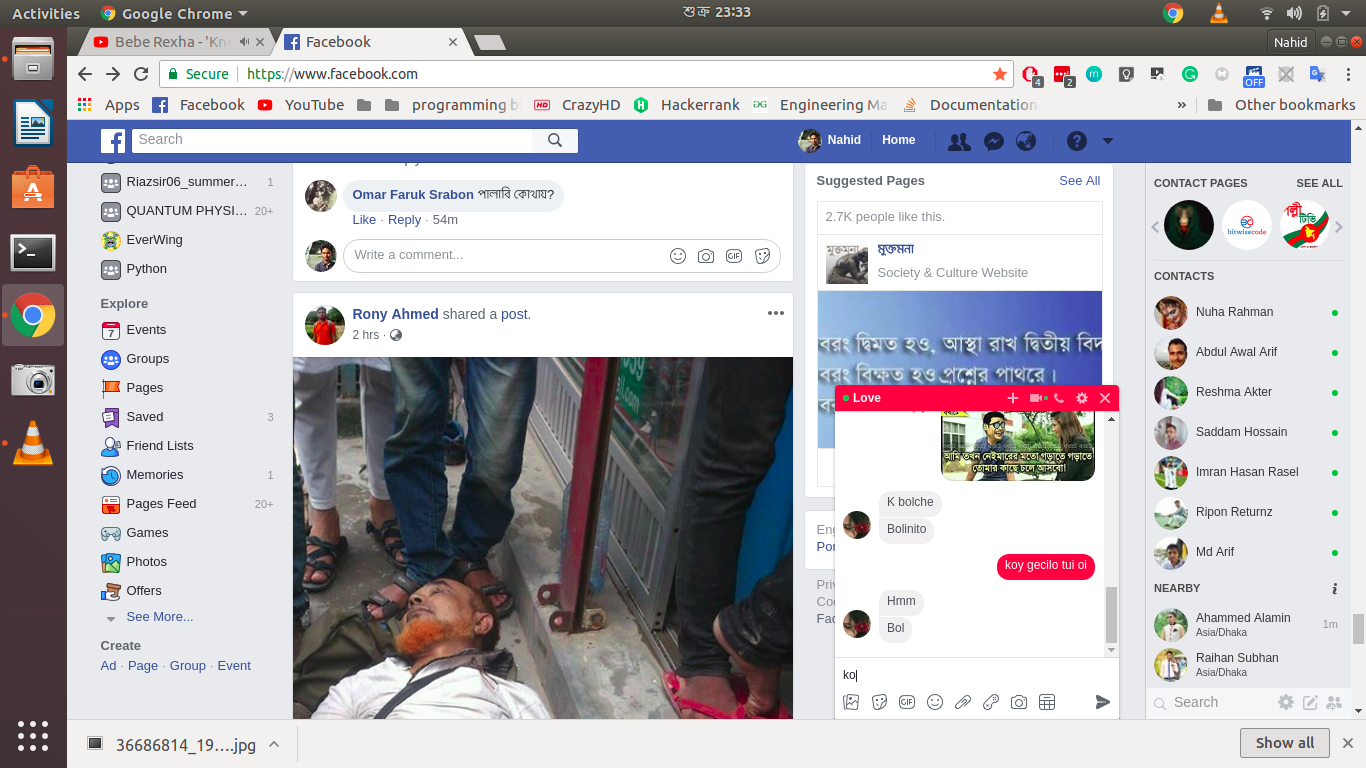 Activities
Google Chrome
শুক্র 23:33
Bebe Rexha - 'Kn
Facebook
Nahid
Secure
https://www.facebook.com
4
2
OFF
Apps
Facebook
YouTube
programming b
CrazyHD
Hackerrank
Engineering Ma
Documentation
»
Other bookmarks
Search
Nahid
Home
Riazsir06_summer... 1
QUANTUM PHYSI... 20+
EverWing
Python
Explore
Events
Groups
Pages
Saved 3
Friend Lists
Memories 1
Pages Feed 20+
Games
Photos
Offers
See More...
Create
Ad · Page · Group · Event
Omar Faruk Srabon পালাবি কোথায়?
Like · Reply · 54m
Write a comment...
GIF
Rony Ahmed shared a post.
2 hrs ·
Suggested Pages
See All
2.7K people like this.
মুক্তমনা
মুক্তমনা
Society & Culture Website
বরং দ্বিমত হও, আস্থা রাখ দ্বিতীয় বিদ
বরং বিক্ষত হও প্রশ্নের পাথরে।
Love
আমি তখন নেইমারের মতো গড়াতে গড়াতে
তোমার কাছে চলে আসবো!
K bolche
Bolinito
koy gecilo tui oi
Hmm
Bol
ko
GIF
CONTACT PAGES
SEE ALL
bitwisecode
টিভি
CONTACTS
Nuha Rahman
Abdul Awal Arif
Reshma Akter
Saddam Hossain
Imran Hasan Rasel
Ripon Returnz
Md Arif
NEARBY
Ahammed Alamin 1m
Asia/Dhaka
Raihan Subhan
Asia/Dhaka
Search
36686814_19....jpg
Show all